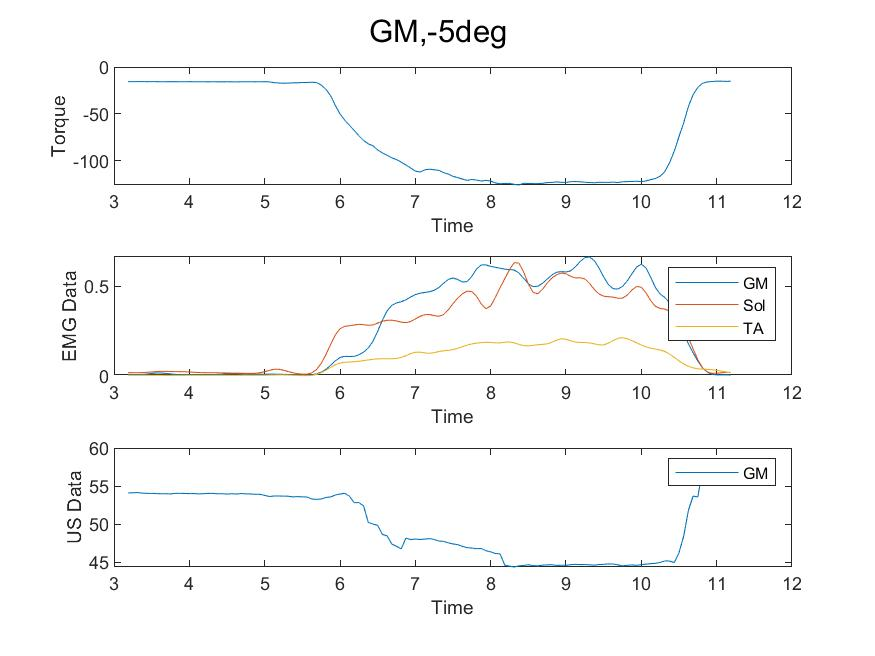 GM,-5deg
0
-50
-100
Torque
3 4 5 6 7 8 9 10 11 12
Time
0.5
0
EMG Data
GM
Sol
TA
3 4 5 6 7 8 9 10 11 12
Time
60
55
50
45
US Data
GM
3 4 5 6 7 8 9 10 11 12
Time